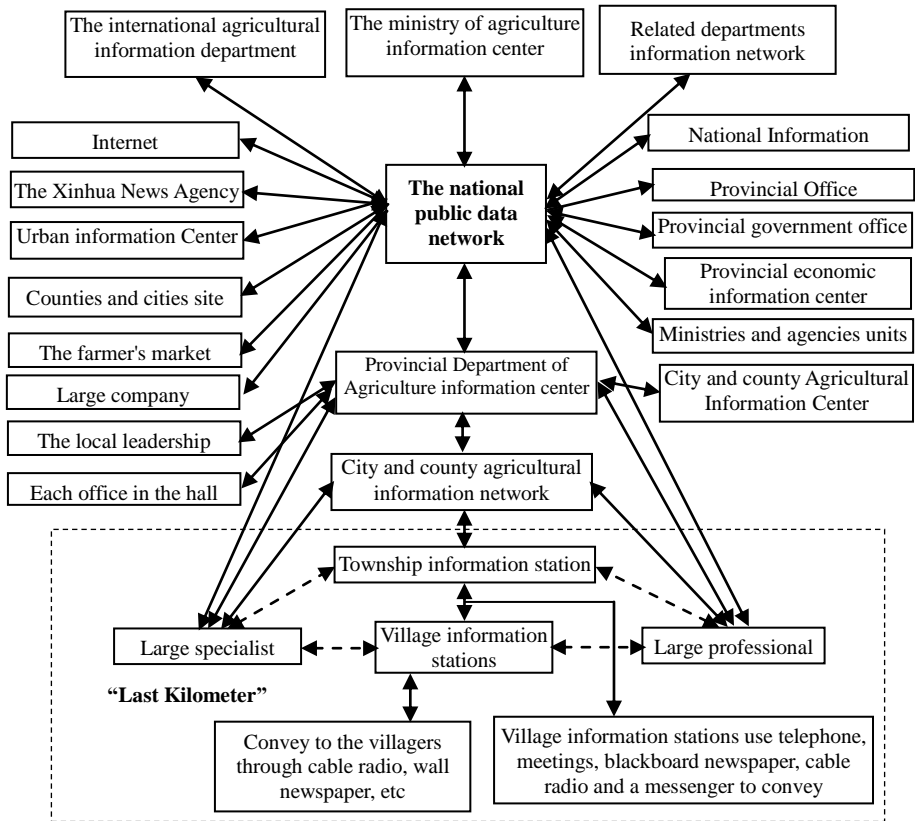 The international agricultural
information department
The ministry of agriculture
information center
Related departments
information network
Internet
National Information
The Xinhua News Agency
The national
public data
network
Provincial Office
Urban information Center
Provincial government office
Counties and cities site
Provincial economic
information center
The farmer's market
Ministries and agencies units
Large company
Provincial Department of
Agriculture information center
City and county Agricultural
Information Center
The local leadership
Each office in the hall
City and county agricultural
information network
Township information station
Large specialist
Village information
stations
Large professional
“Last Kilometer”
Convey to the villagers
through cable radio, wall
newspaper, etc
Village information stations use telephone,
meetings, blackboard newspaper, cable
radio and a messenger to convey